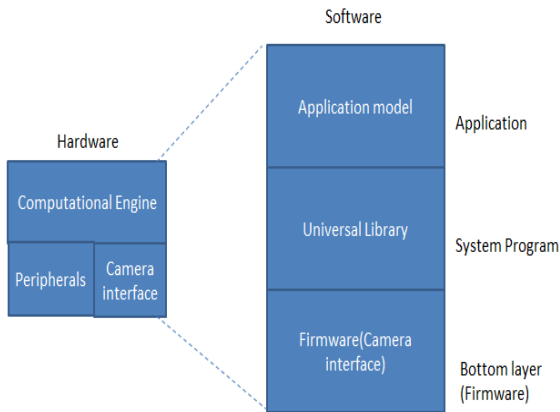 Software
Application model
Application
Hardware
Computational Engine
Universal Library
System Program
Peripherals
Camera
interface
Firmware(Camera
interface)
Bottom layer
(Firmware)